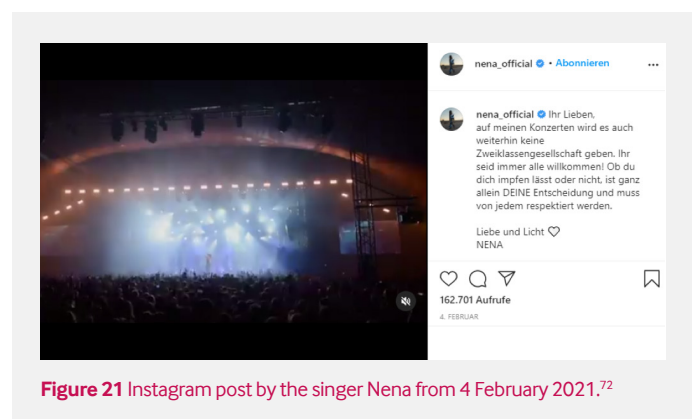 nena_official • Abonnieren
nena_official Ihr Lieben,
auf meinen Konzerten wird es auch
weiterhin keine
Zweiklassengesellschaft geben. Ihr
seid immer alle willkommen! Ob du
dich impfen lässt oder nicht, ist ganz
allein DEINE Entscheidung und muss
von jedem respektiert werden.
Liebe und Licht ♡
NENA
162.701 Aufrufe
4. FEBRUAR
Figure 21 Instagram post by the singer Nena from 4 February 2021.72